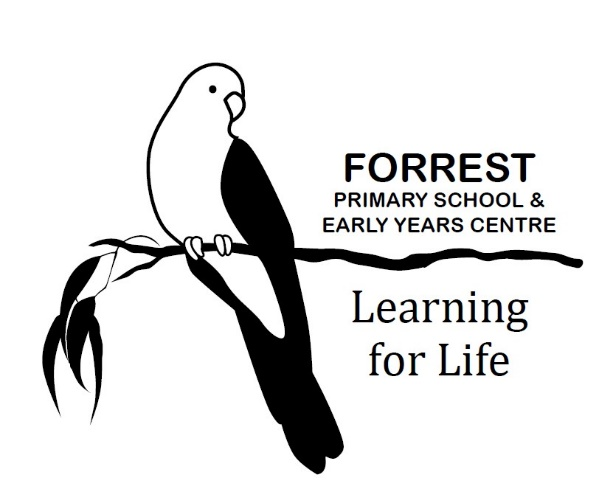 FORREST
PRIMARY SCHOOL &
EARLY YEARS CENTRE
Learning
for Life